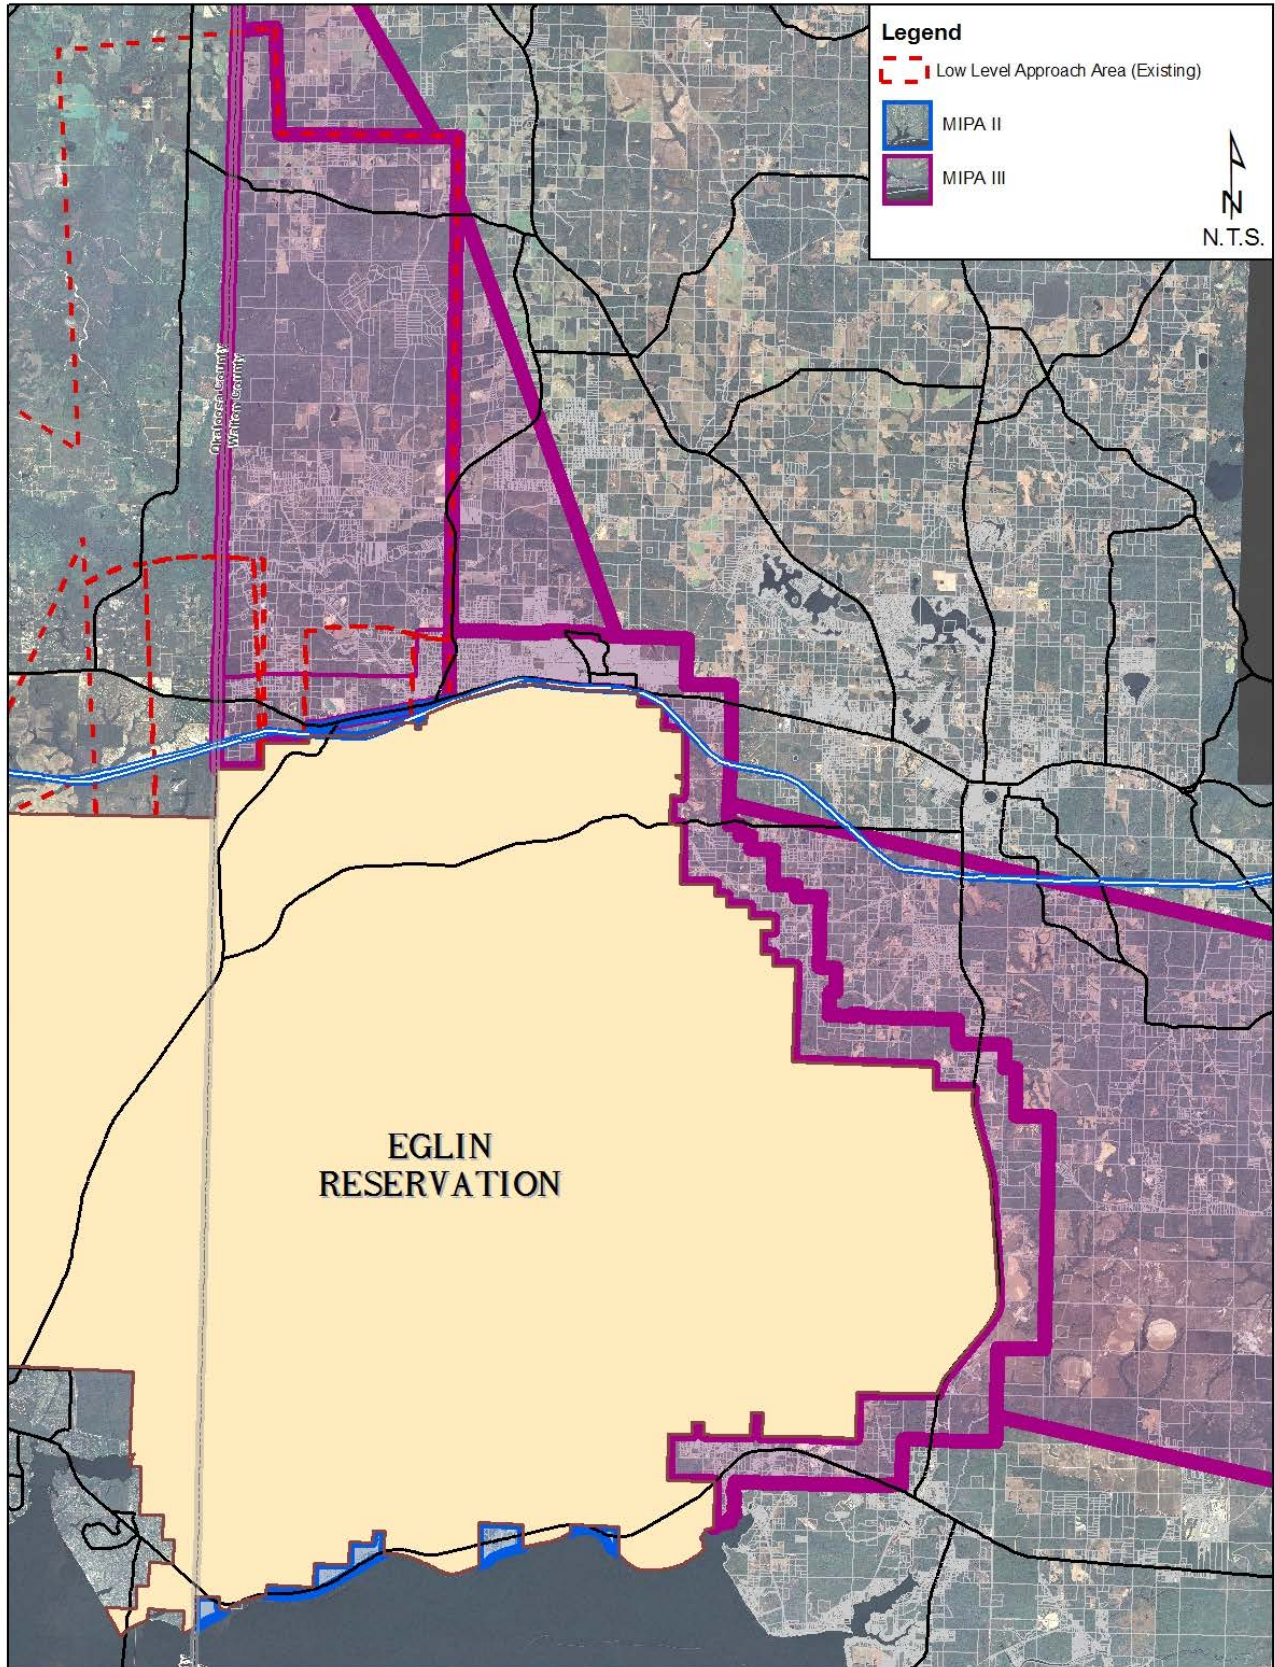 Legend
Low Level Approach Area (Existing)
MIPA II
MIPA III
N
N.T.S.
Okaloosa County
Walton County
EGLIN
RESERVATION